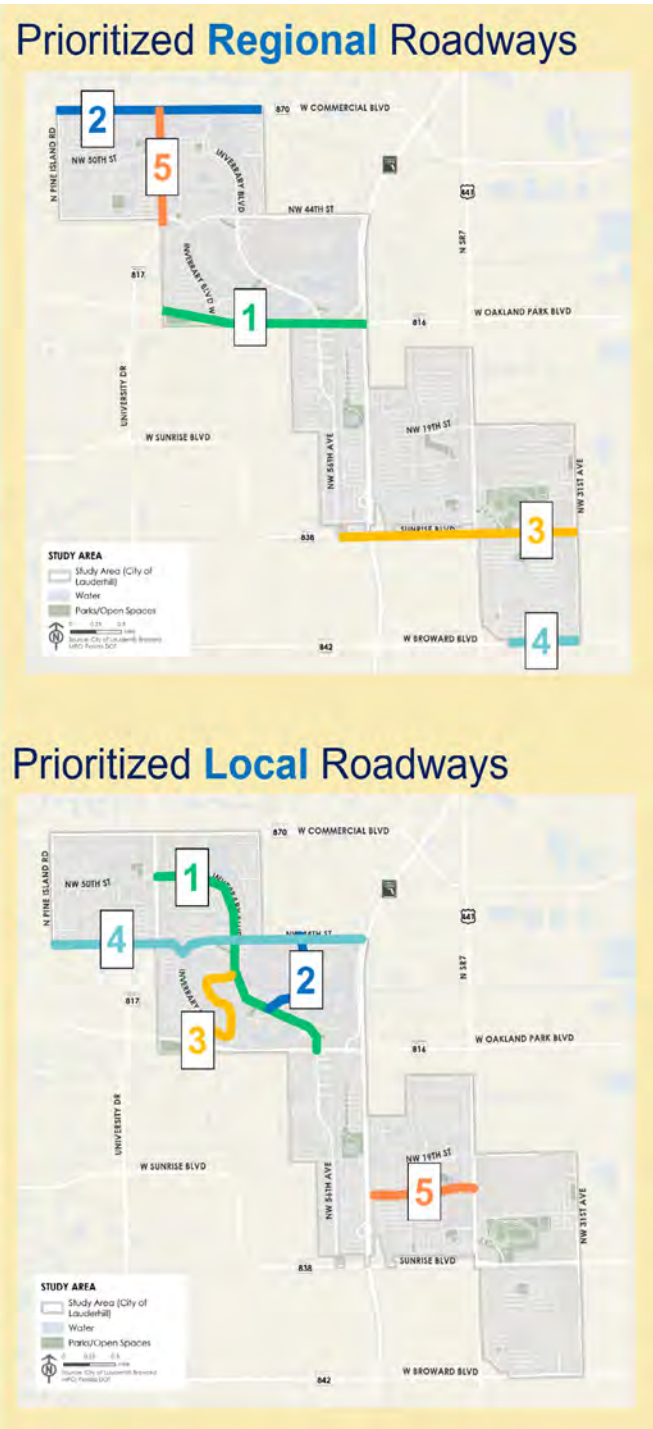 Prioritized Regional Roadways
870 W COMMERCIAL BLVD
2
N PINE ISLAND RD
NW 50TH ST
5
INVERRARY BLVD
441
NW 44TH ST
N SR7
817
INVERRARY BLVD W
1
816
W OAKLAND PARK BLVD
UNIVERSITY DR
W SUNRISE BLVD
NW 56TH AVE
NW 19TH ST
NW 31ST AVE
838
SUNRISE BLVD
3
STUDY AREA
Study Area (City of
Lauderhill)
Water
Parks/Open Spaces
N
842
W BROWARD BLVD
4
Prioritized Local Roadways
870 W COMMERCIAL BLVD
N PINE ISLAND RD
NW 50TH ST
1
441
4
N SR7
2
INVERRARY
817
3
816
W OAKLAND PARK BLVD
UNIVERSITY DR
W SUNRISE BLVD
NW 56TH AVE
NW 19TH ST
5
NW 31ST AVE
838
SUNRISE BLVD
STUDY AREA
Study Area (City of
Lauderhill)
Water
Parks/Open Spaces
N
842
W BROWARD BLVD